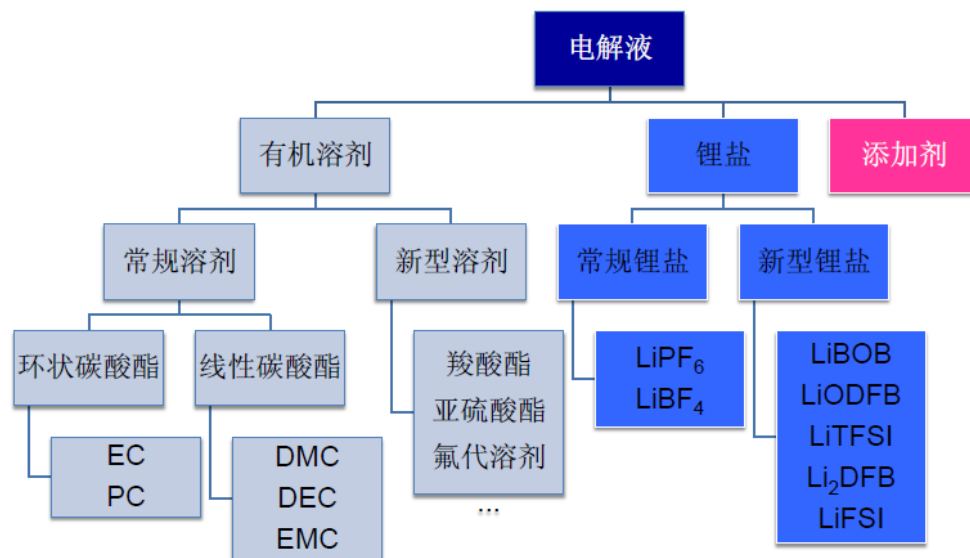 电解液
有机溶剂
锂盐
添加剂
常规溶剂
新型溶剂
常规锂盐
新型锂盐
环状碳酸酯
线性碳酸酯
羧酸酯
亚硫酸酯
氟代溶剂
...
LiPF₆
LiBF₄
LiBOB
LiODFB
LiTFSI
Li₂DFB
LiFSI
EC
PC
DMC
DEC
EMC